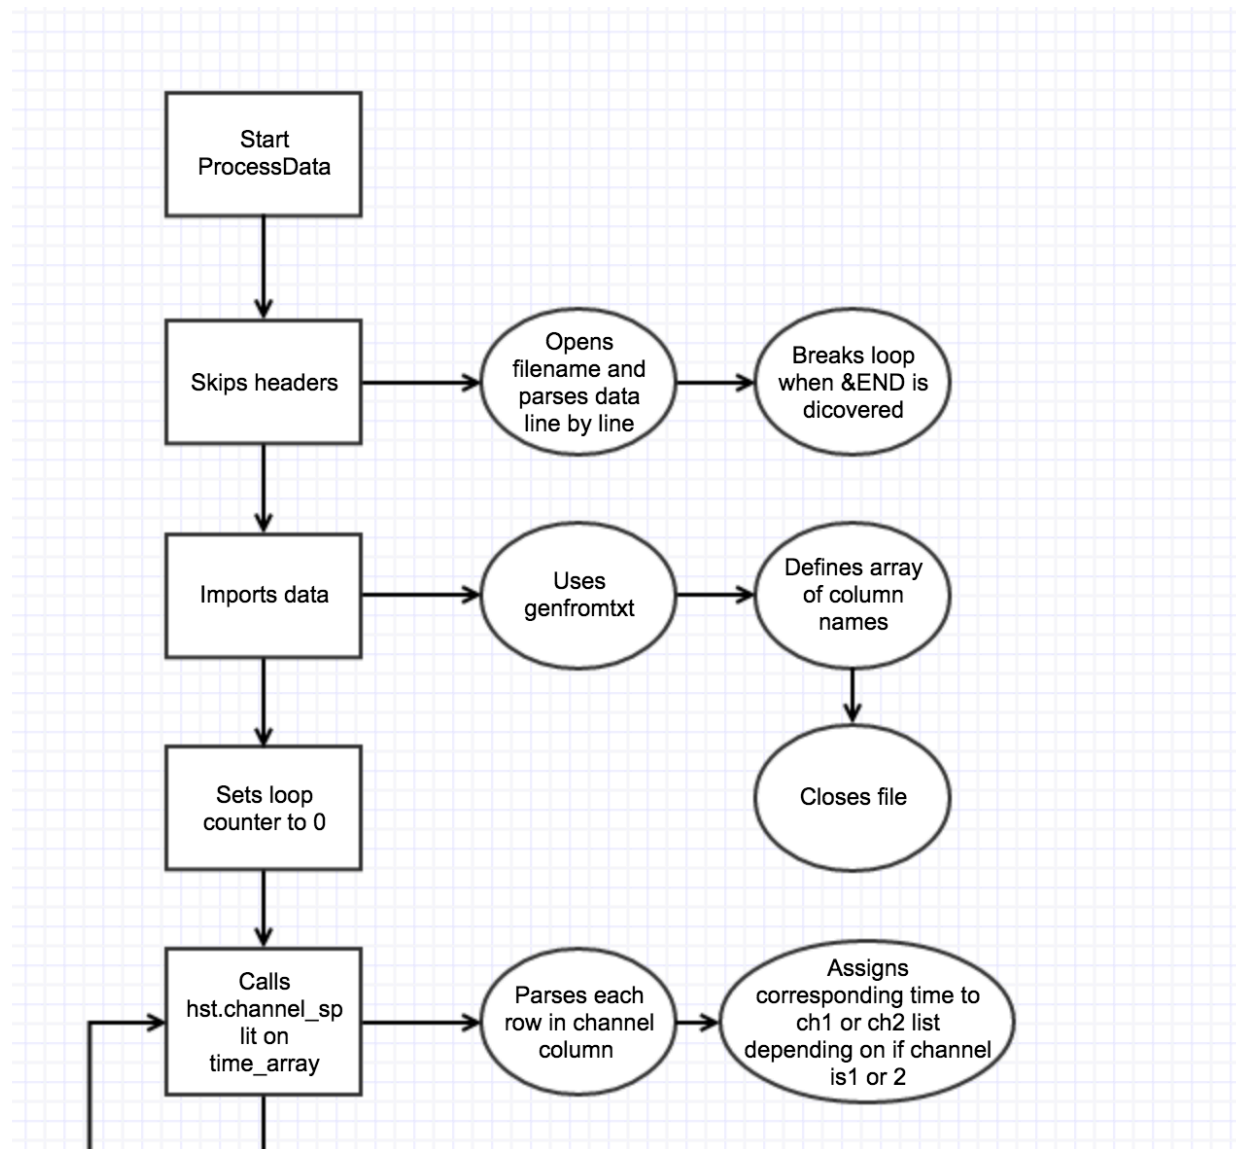 Start
ProcessData
Skips headers
Opens
filename and
parses data
line by line
Breaks loop
when &END is
dicovered
Imports data
Uses
genfromtxt
Defines array
of column
names
Sets loop
counter to 0
Closes file
Calls
hst.channel_sp
lit on
time_array
Parses each
row in channel
column
Assigns
corresponding time to
ch1 or ch2 list
depending on if channel
is1 or 2